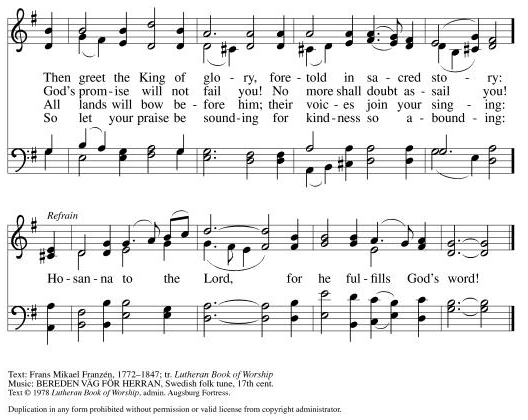 Then greet the King of glo - ry, fore - told in sa - cred sto - ry:
God's prom - ise will not fail you! No more shall doubt as - sail you!
All lands will bow be - fore him; their voic - es join your sing - ing:
So let your praise be sound - ing for kind - ness so a - bound - ing:
Refrain
Ho - san - na to the Lord, for he ful - fills God's word!
Text: Frans Mikael Franzén, 1772–1847; tr. Lutheran Book of Worship
Music: BEREDEN VÄG FÖR HERRAN, Swedish folk tune, 17th cent.
Text © 1978 Lutheran Book of Worship, admin. Augsburg Fortress.
Duplication in any form prohibited without permission or valid license from copyright administrator.